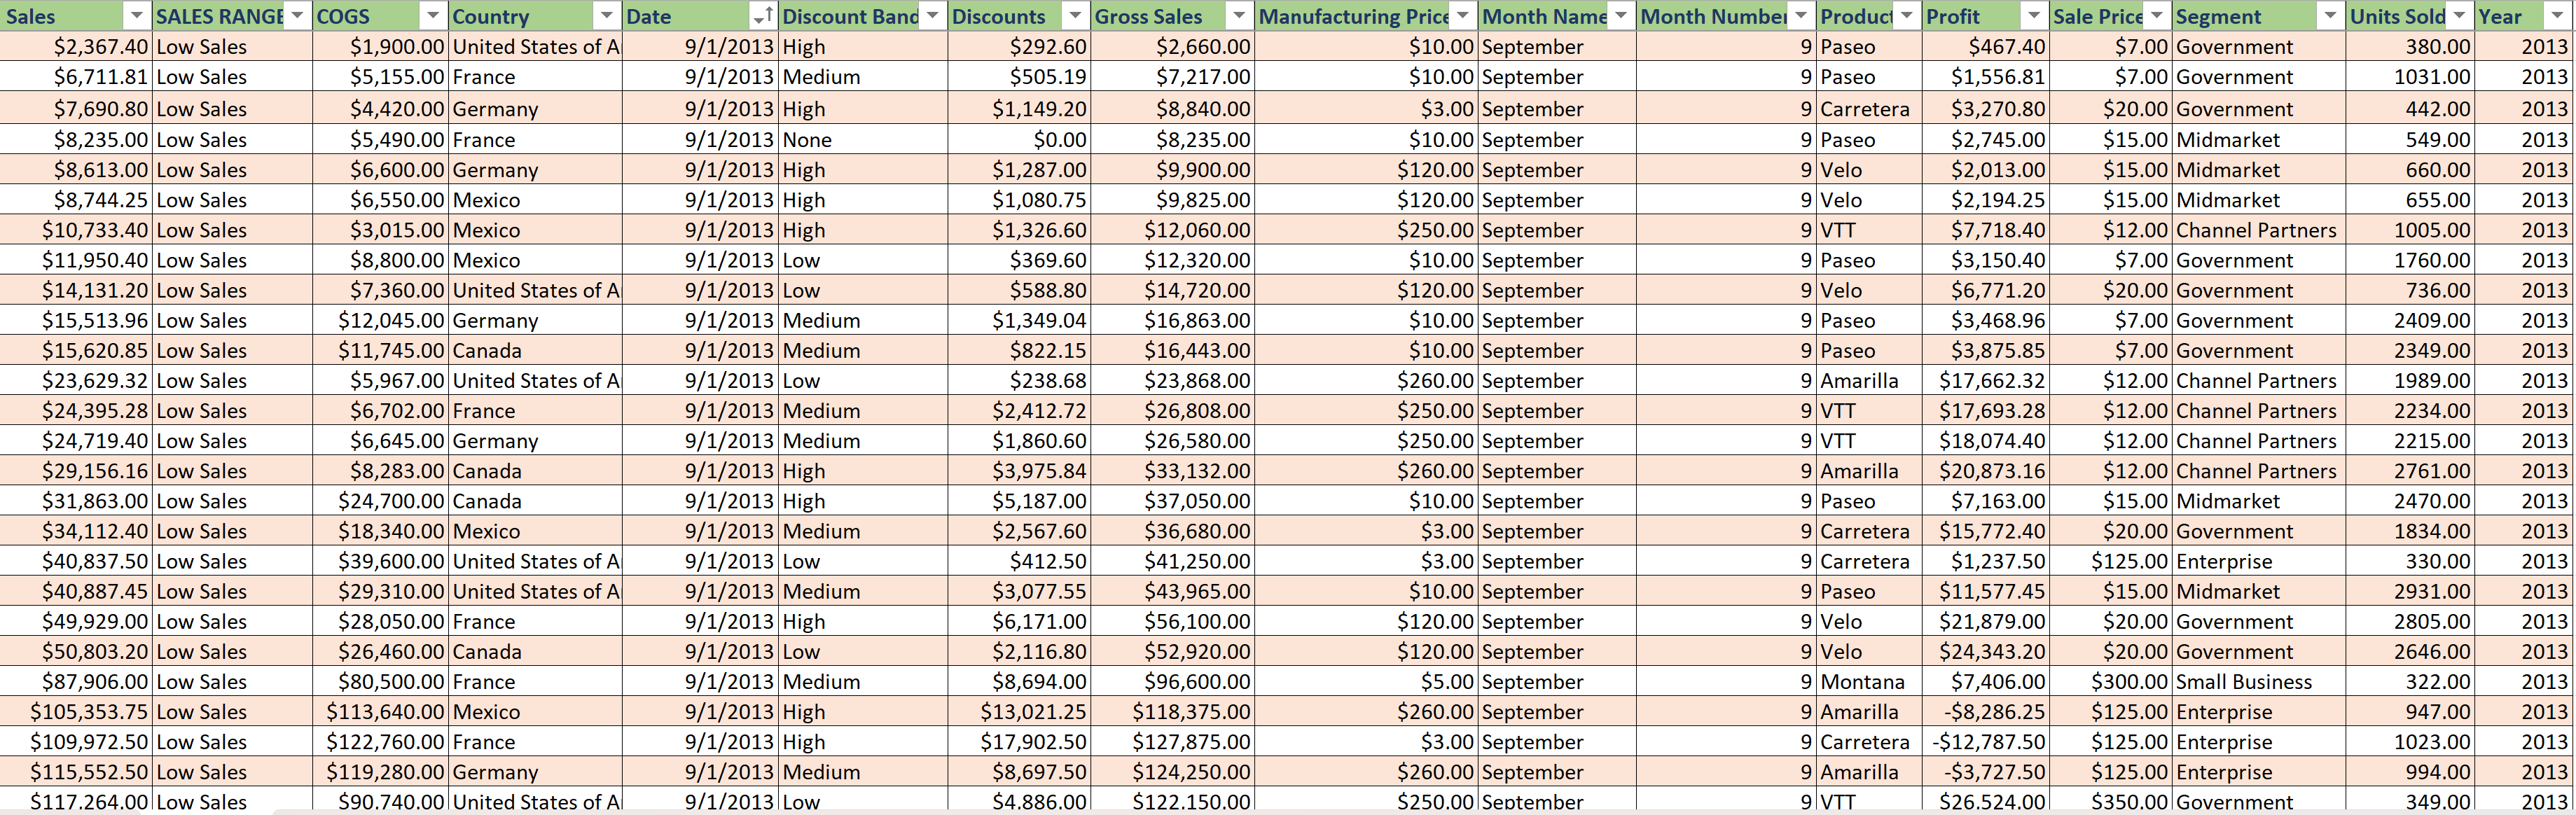 Sales SALES RANGE COGS Country Date Discount Band Discounts Gross Sales Manufacturing Price Month Name Month Number Product Profit Sale Price Segment Units Sold Year
$2,367.40 Low Sales $1,900.00 United States of A 9/1/2013 High $292.60 $2,660.00 $10.00 September 9 Paseo $467.40 $7.00 Government 380.00 2013
$6,711.81 Low Sales $5,155.00 France 9/1/2013 Medium $505.19 $7,217.00 $10.00 September 9 Paseo $1,556.81 $7.00 Government 1031.00 2013
$7,690.80 Low Sales $4,420.00 Germany 9/1/2013 High $1,149.20 $8,840.00 $3.00 September 9 Carretera $3,270.80 $20.00 Government 442.00 2013
$8,235.00 Low Sales $5,490.00 France 9/1/2013 None $0.00 $8,235.00 $10.00 September 9 Paseo $2,745.00 $15.00 Midmarket 549.00 2013
$8,613.00 Low Sales $6,600.00 Germany 9/1/2013 High $1,287.00 $9,900.00 $120.00 September 9 Velo $2,013.00 $15.00 Midmarket 660.00 2013
$8,744.25 Low Sales $6,550.00 Mexico 9/1/2013 High $1,080.75 $9,825.00 $120.00 September 9 Velo $2,194.25 $15.00 Midmarket 655.00 2013
$10,733.40 Low Sales $3,015.00 Mexico 9/1/2013 High $1,326.60 $12,060.00 $250.00 September 9 VTT $7,718.40 $12.00 Channel Partners 1005.00 2013
$11,950.40 Low Sales $8,800.00 Mexico 9/1/2013 Low $369.60 $12,320.00 $10.00 September 9 Paseo $3,150.40 $7.00 Government 1760.00 2013
$14,131.20 Low Sales $7,360.00 United States of A 9/1/2013 Low $588.80 $14,720.00 $120.00 September 9 Velo $6,771.20 $20.00 Government 736.00 2013
$15,513.96 Low Sales $12,045.00 Germany 9/1/2013 Medium $1,349.04 $16,863.00 $10.00 September 9 Paseo $3,468.96 $7.00 Government 2409.00 2013
$15,620.85 Low Sales $11,745.00 Canada 9/1/2013 Medium $822.15 $16,443.00 $10.00 September 9 Paseo $3,875.85 $7.00 Government 2349.00 2013
$23,629.32 Low Sales $5,967.00 United States of A 9/1/2013 Low $238.68 $23,868.00 $260.00 September 9 Amarilla $17,662.32 $12.00 Channel Partners 1989.00 2013
$24,395.28 Low Sales $6,702.00 France 9/1/2013 Medium $2,412.72 $26,808.00 $250.00 September 9 VTT $17,693.28 $12.00 Channel Partners 2234.00 2013
$24,719.40 Low Sales $6,645.00 Germany 9/1/2013 Medium $1,860.60 $26,580.00 $250.00 September 9 VTT $18,074.40 $12.00 Channel Partners 2215.00 2013
$29,156.16 Low Sales $8,283.00 Canada 9/1/2013 High $3,975.84 $33,132.00 $260.00 September 9 Amarilla $20,873.16 $12.00 Channel Partners 2761.00 2013
$31,863.00 Low Sales $24,700.00 Canada 9/1/2013 High $5,187.00 $37,050.00 $10.00 September 9 Paseo $7,163.00 $15.00 Midmarket 2470.00 2013
$34,112.40 Low Sales $18,340.00 Mexico 9/1/2013 Medium $2,567.60 $36,680.00 $3.00 September 9 Carretera $15,772.40 $20.00 Government 1834.00 2013
$40,837.50 Low Sales $39,600.00 United States of A 9/1/2013 Low $412.50 $41,250.00 $3.00 September 9 Carretera $1,237.50 $125.00 Enterprise 330.00 2013
$40,887.45 Low Sales $29,310.00 United States of A 9/1/2013 Medium $3,077.55 $43,965.00 $10.00 September 9 Paseo $11,577.45 $15.00 Midmarket 2931.00 2013
$49,929.00 Low Sales $28,050.00 France 9/1/2013 High $6,171.00 $56,100.00 $120.00 September 9 Velo $21,879.00 $20.00 Government 2805.00 2013
$50,803.20 Low Sales $26,460.00 Canada 9/1/2013 Low $2,116.80 $52,920.00 $120.00 September 9 Velo $24,343.20 $20.00 Government 2646.00 2013
$87,906.00 Low Sales $80,500.00 France 9/1/2013 Medium $8,694.00 $96,600.00 $5.00 September 9 Montana $7,406.00 $300.00 Small Business 322.00 2013
$105,353.75 Low Sales $113,640.00 Mexico 9/1/2013 High $13,021.25 $118,375.00 $260.00 September 9 Amarilla -$8,286.25 $125.00 Enterprise 947.00 2013
$109,972.50 Low Sales $122,760.00 France 9/1/2013 High $17,902.50 $127,875.00 $3.00 September 9 Carretera -$12,787.50 $125.00 Enterprise 1023.00 2013
$115,552.50 Low Sales $119,280.00 Germany 9/1/2013 Medium $8,697.50 $124,250.00 $260.00 September 9 Amarilla -$3,727.50 $125.00 Enterprise 994.00 2013
$117,264.00 Low Sales $90,740.00 United States of A 9/1/2013 Low $4,886.00 $122,150.00 $250.00 September 9 VTT $26,524.00 $350.00 Government 349.00 2013